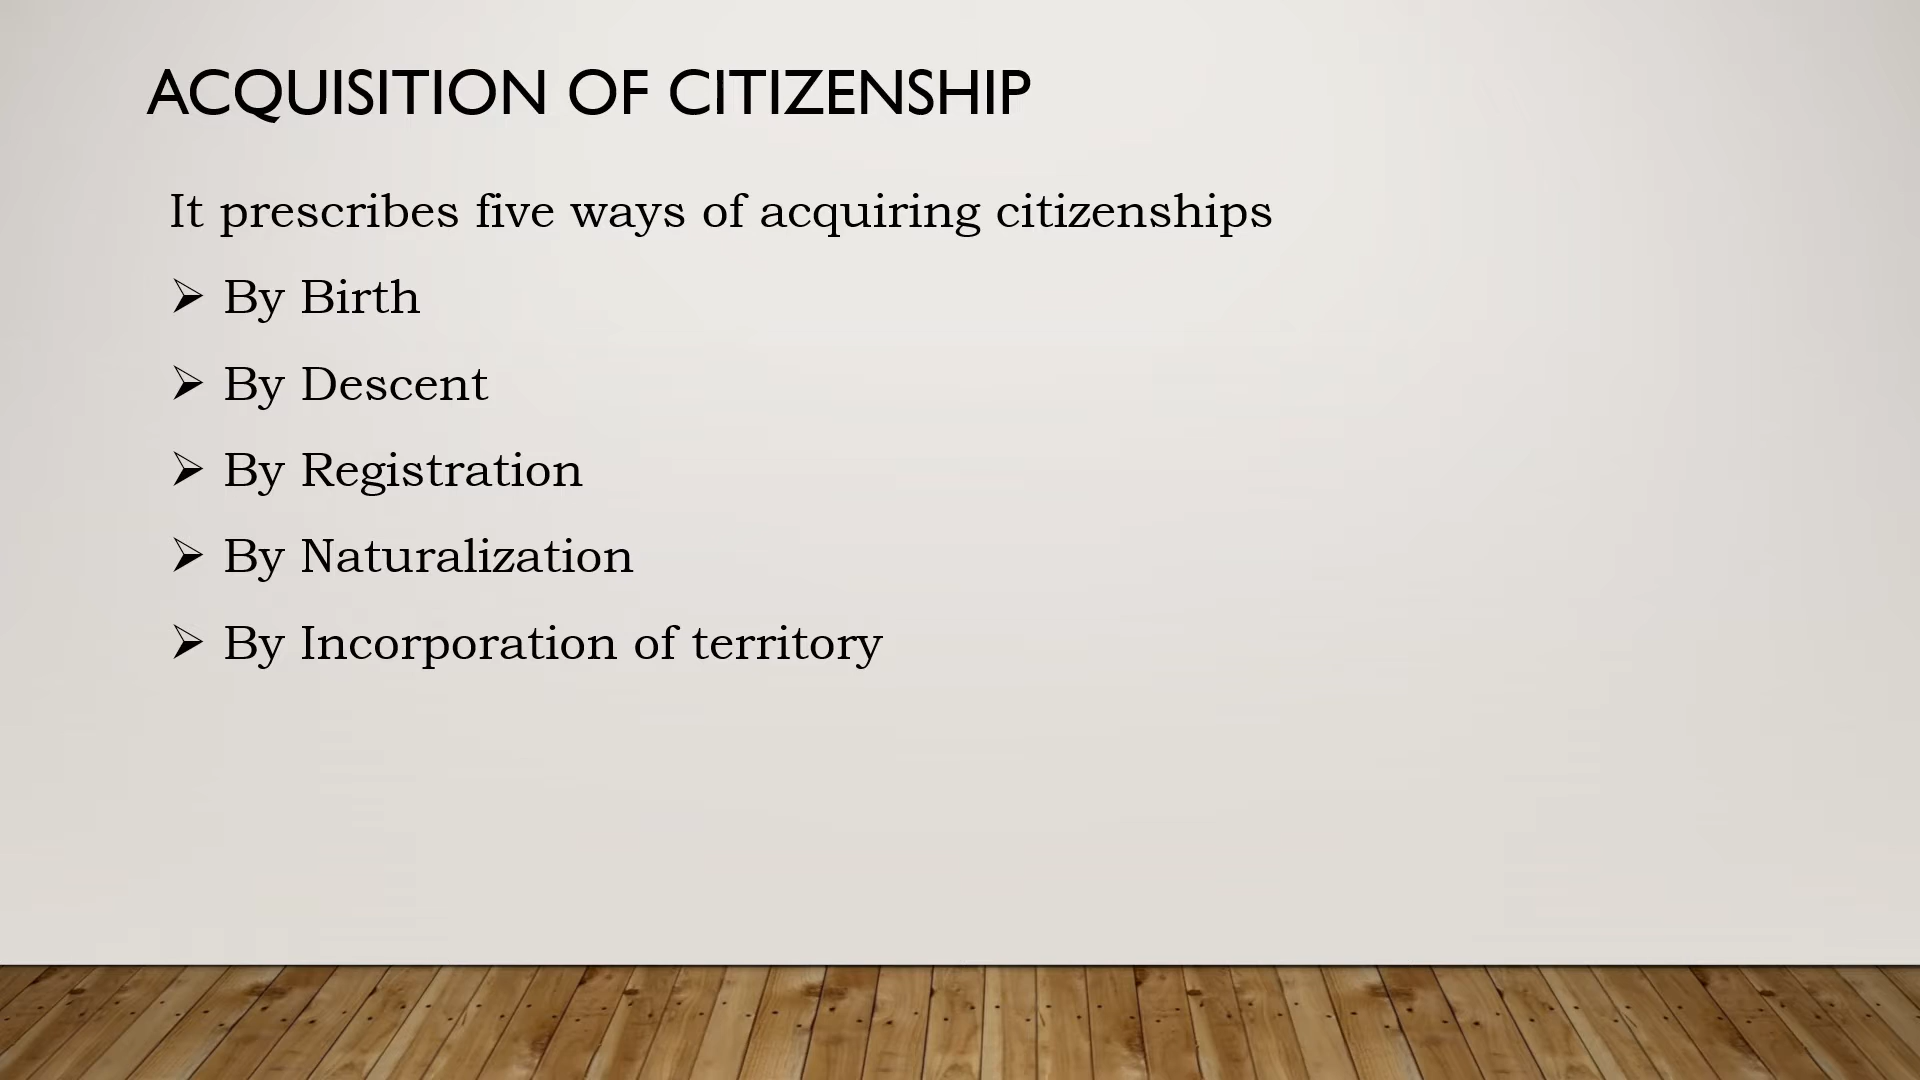 ACQUISITION OF CITIZENSHIP
It prescribes five ways of acquiring citizenships
➢ By Birth
➢ By Descent
➢ By Registration
➢ By Naturalization
➢ By Incorporation of territory